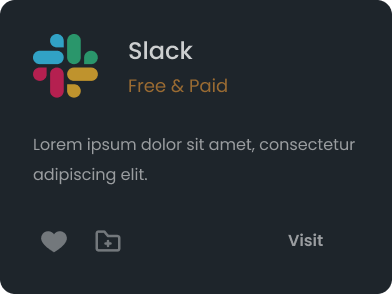 Slack
Free & Paid
Lorem ipsum dolor sit amet, consectetur
adipiscing elit.
Visit